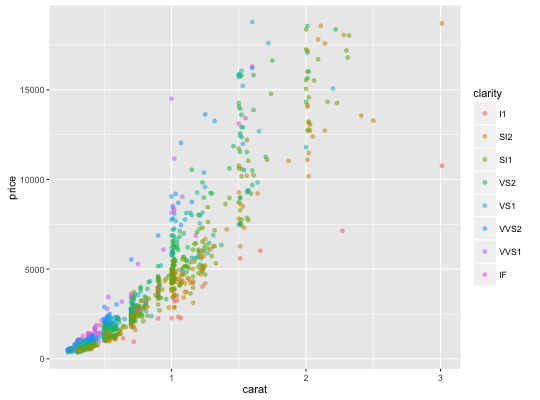 price
15000
10000
5000
0
1
2
3
carat
clarity
I1
SI2
SI1
VS2
VS1
VVS2
VVS1
IF